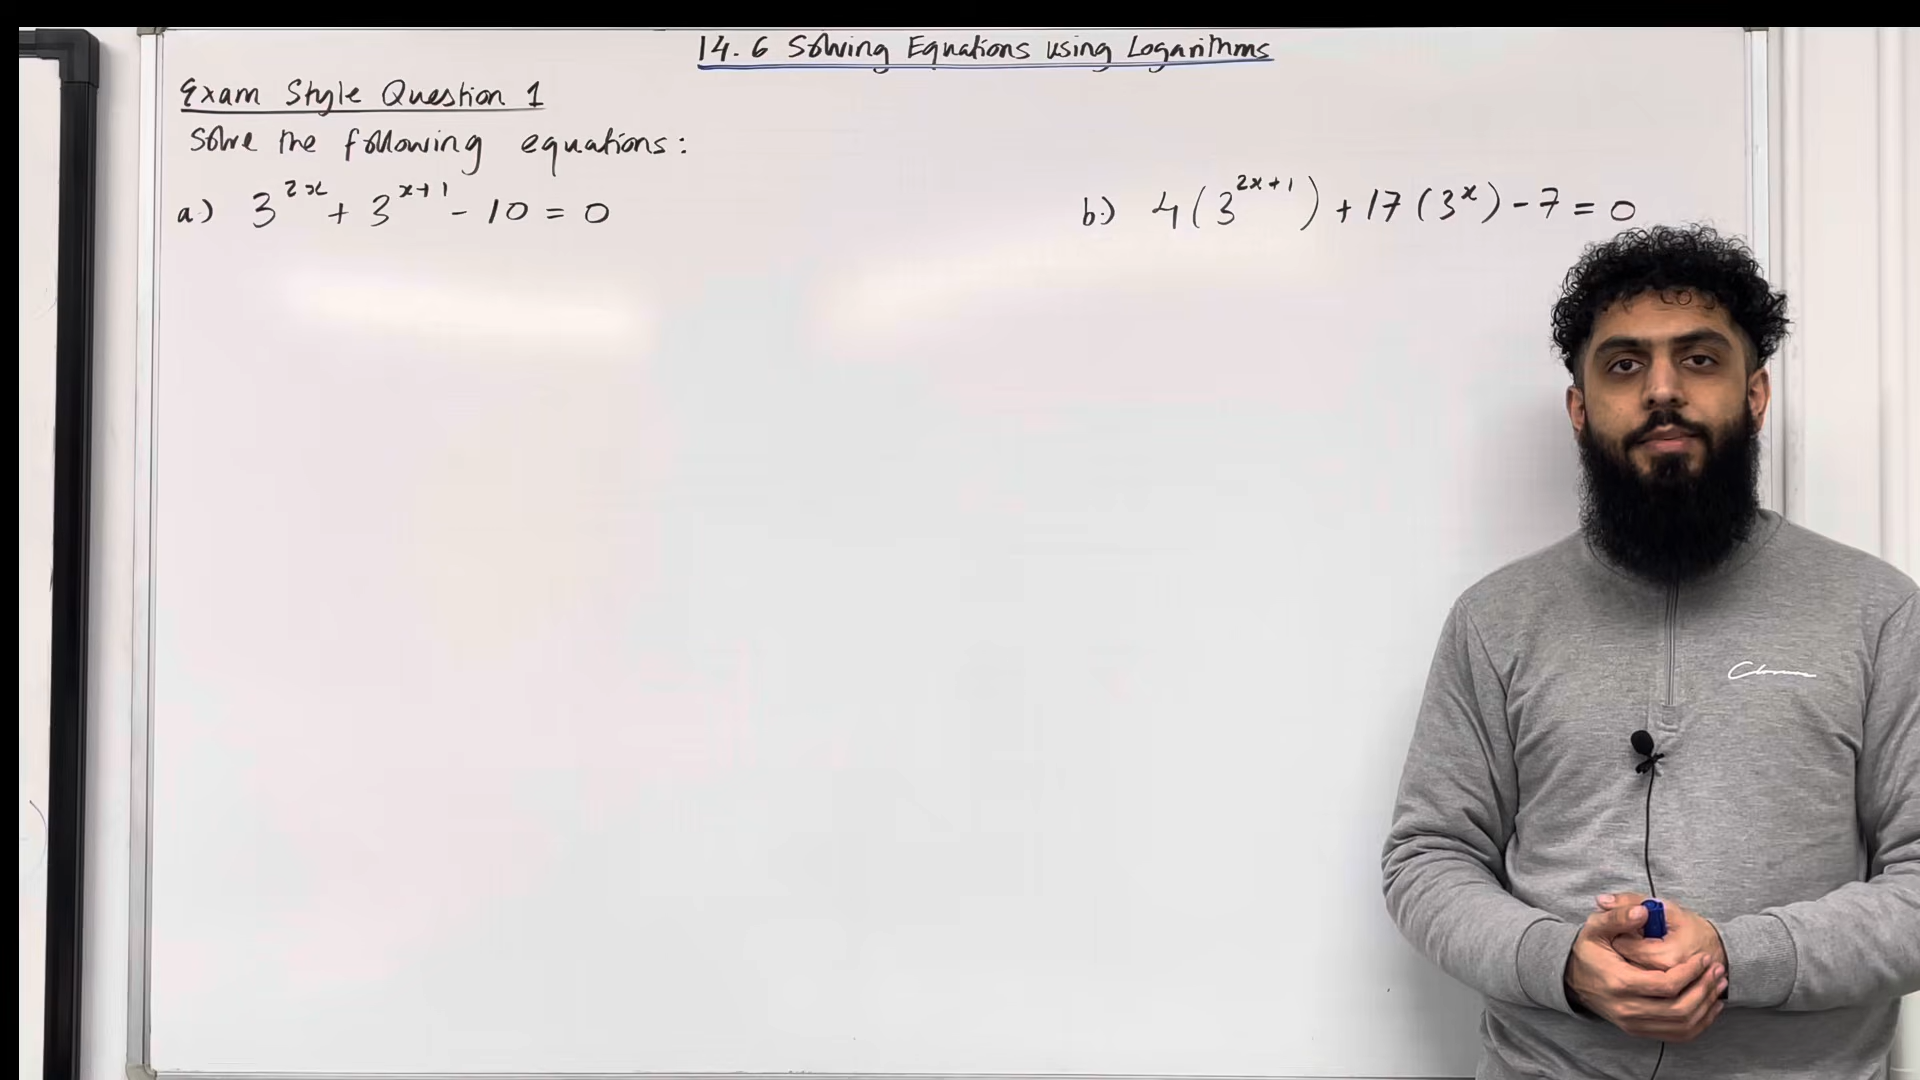 14.6 Solving Equations using Logarithms
Exam Style Question 1
Solve the following equations:
a.) 3^{2x} + 3^{x+1} - 10 = 0
b.) 4(3^{2x+1}) + 17(3^x) - 7 = 0